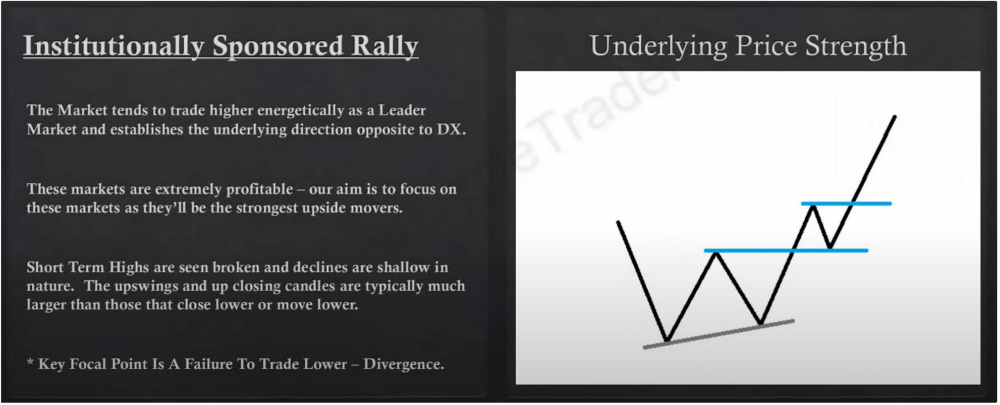 Institutionally Sponsored Rally
The Market tends to trade higher energetically as a Leader
Market and establishes the underlying direction opposite to DX.
These markets are extremely profitable – our aim is to focus on
these markets as they’ll be the strongest upside movers.
Short Term Highs are seen broken and declines are shallow in
nature.  The upswings and up closing candles are typically much
larger than those that close lower or move lower.
* Key Focal Point Is A Failure To Trade Lower – Divergence.
Underlying Price Strength
eTrader